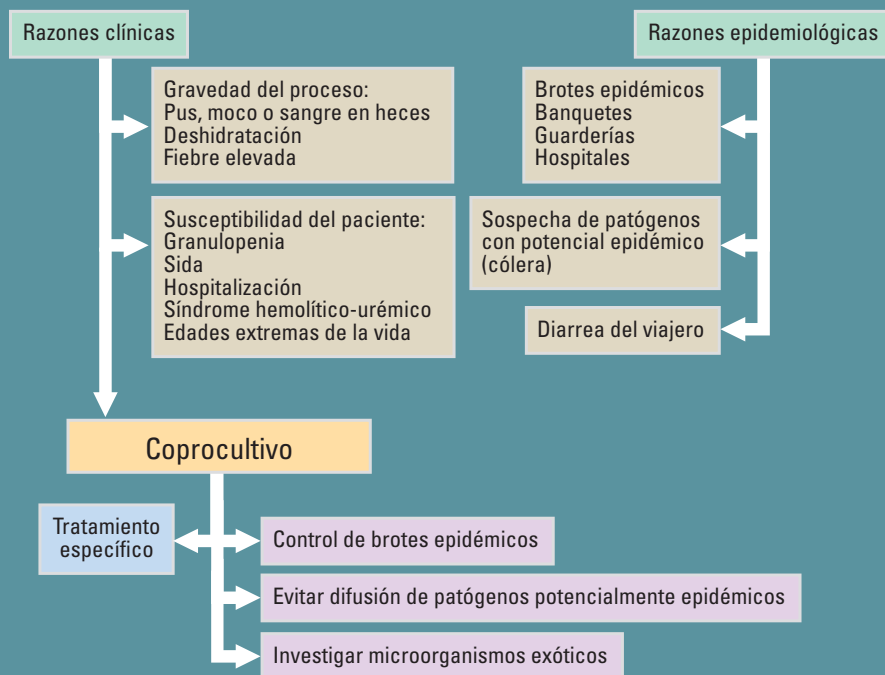 Razones clínicas
Gravedad del proceso:
Pus, moco o sangre en heces
Deshidratación
Fiebre elevada
Susceptibilidad del paciente:
Granulopenia
Sida
Hospitalización
Síndrome hemolítico-urémico
Edades extremas de la vida
Razones epidemiológicas
Brotes epidémicos
Banquetes
Guarderías
Hospitales
Sospecha de patógenos
con potencial epidémico
(cólera)
Diarrea del viajero
Coprocultivo
Tratamiento
específico
Control de brotes epidémicos
Evitar difusión de patógenos potencialmente epidémicos
Investigar microorganismos exóticos